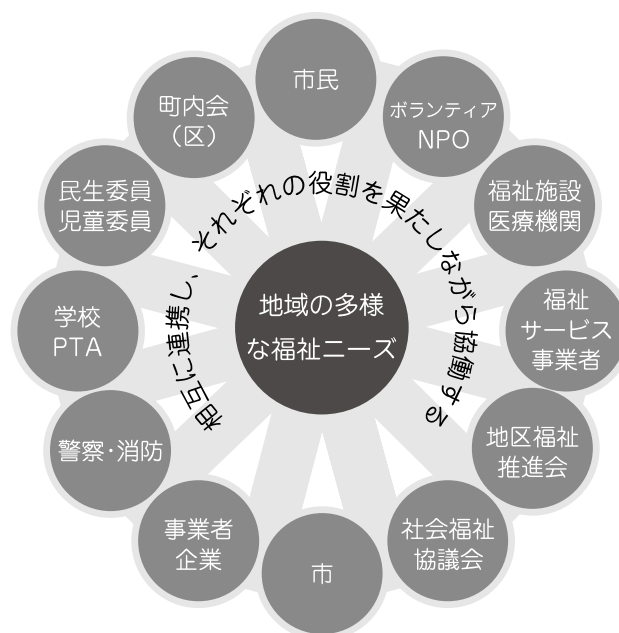 市民
ボランティア
NPO
福祉施設
医療機関
福祉
サービス
事業者
地区福祉
推進会
社会福祉
協議会
市
事業者
企業
警察・消防
学校
PTA
民生委員
児童委員
町内会
（区）
相互に連携し、それぞれの役割を果たしながら協働する
地域の多様
な福祉ニーズ